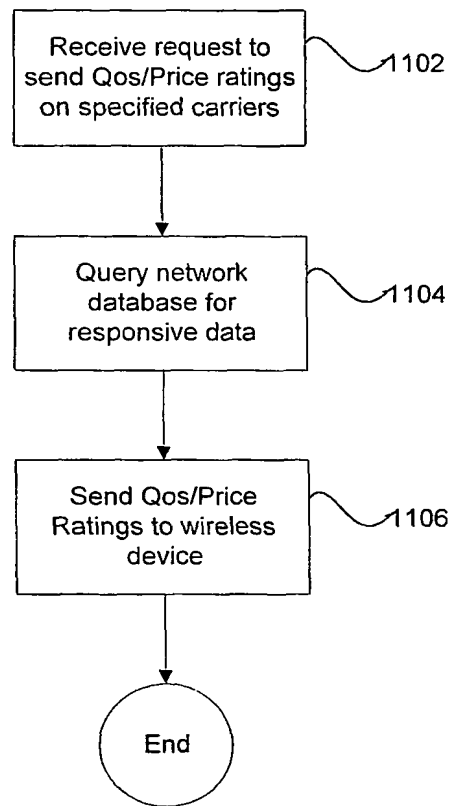 Receive request to
send Qos/Price ratings
on specified carriers
1102
Query network
database for
responsive data
1104
Send Qos/Price
Ratings to wireless
device
1106
End